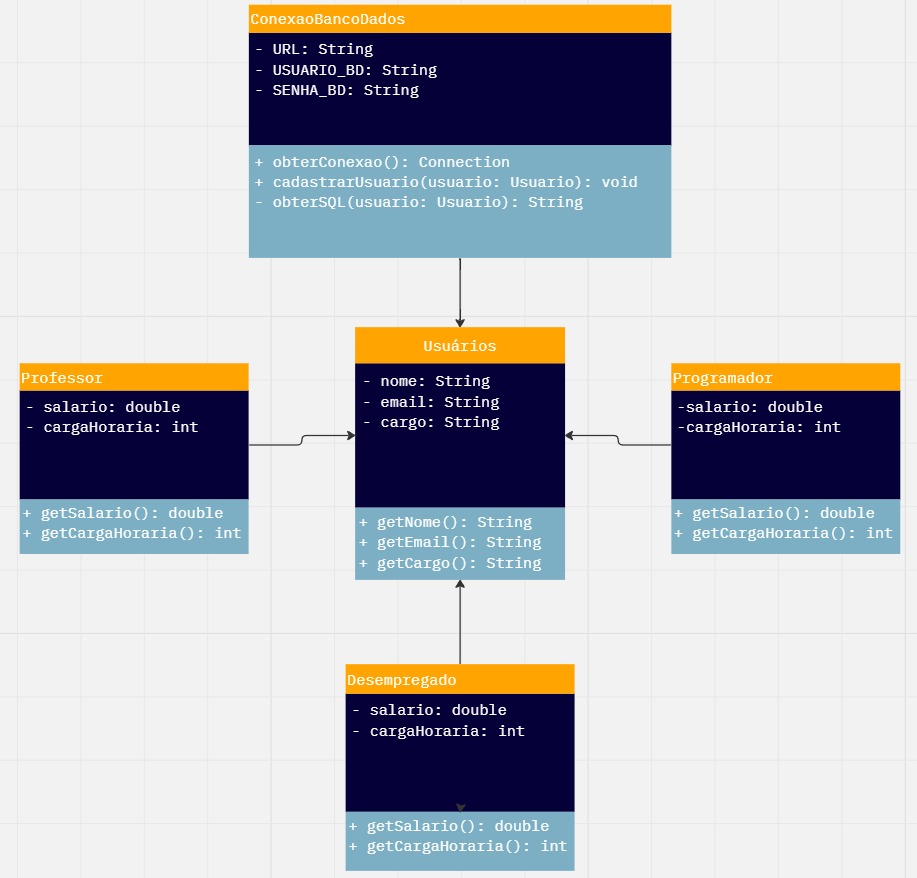 ConexaoBancoDados
- URL: String
- USUARIO_BD: String
- SENHA_BD: String
+ obterConexao(): Connection
+ cadastrarUsuario(usuario: Usuario): void
- obterSQL(usuario: Usuario): String
Usuários
- nome: String
- email: String
- cargo: String
+ getNome(): String
+ getEmail(): String
+ getCargo(): String
Professor
- salario: double
- cargaHoraria: int
+ getSalario(): double
+ getCargaHoraria(): int
Programador
-salario: double
-cargaHoraria: int
+ getSalario(): double
+ getCargaHoraria(): int
Desempregado
- salario: double
- cargaHoraria: int
+ getSalario(): double
+ getCargaHoraria(): int